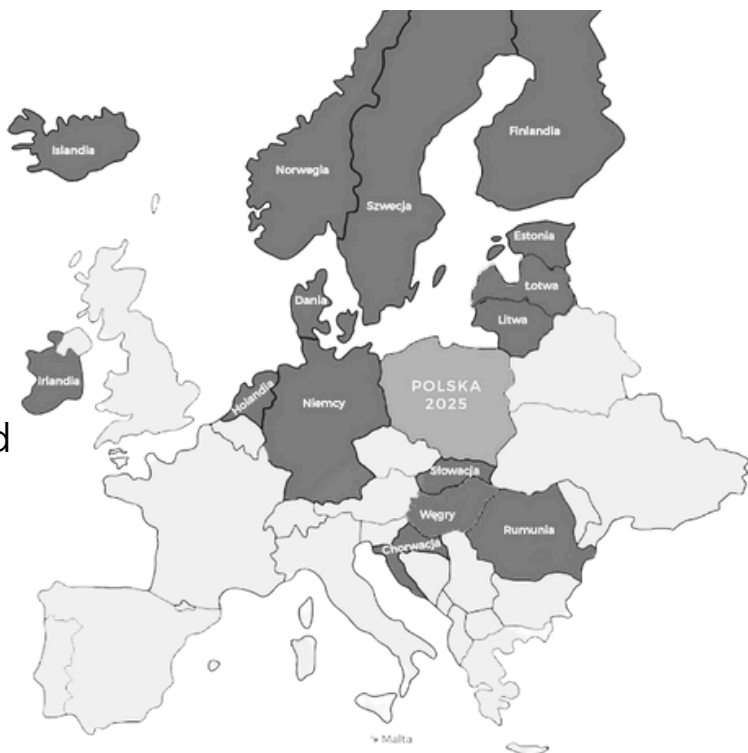 Islandia
Finlandia
Norwegia
Szwecja
Estonia
Łotwa
Dania
Litwa
Irlandia
Holandia
Niemcy
POLSKA
2025
d
Słowacja
Węgry
Rumunia
Chorwacja
Malta